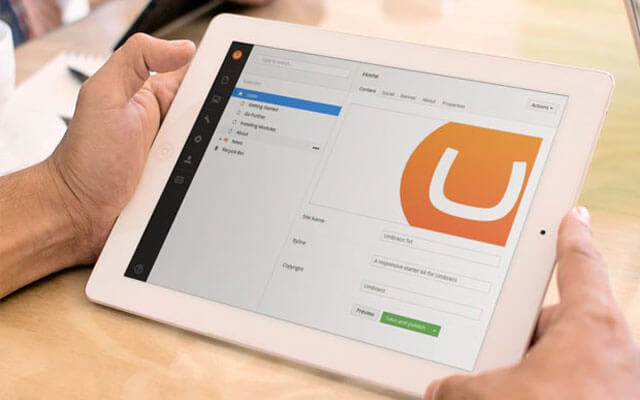 Type to search...
CONTENT
Home
Getting Started
Go Further
Installing Modules
About
News
Recycle Bin
Home
Content Social Banner About Properties
Actions
Site Name
Umbraco Txt
Byline
A responsive starter kit for Umbraco
Copyright
Umbraco
Preview
Save and publish